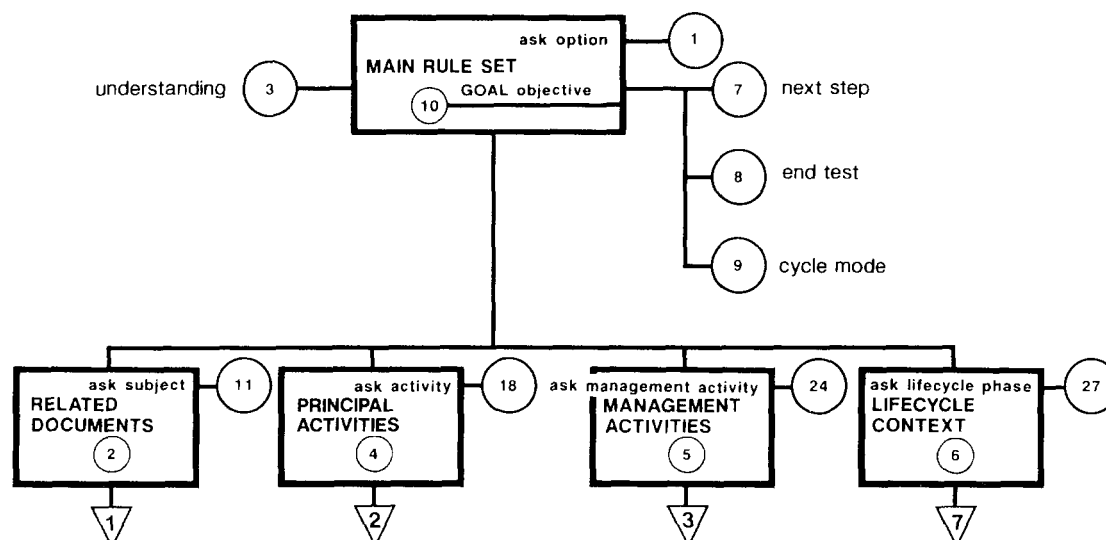 ask option
1
MAIN RULE SET
understanding
3
GOAL objective
10
7
next step
8
end test
9
cycle mode
ask subject
11
RELATED
DOCUMENTS
2
1
ask activity
18
PRINCIPAL
ACTIVITIES
4
2
ask management activity
24
MANAGEMENT
ACTIVITIES
5
3
ask lifecycle phase
27
LIFECYCLE
CONTEXT
6
7